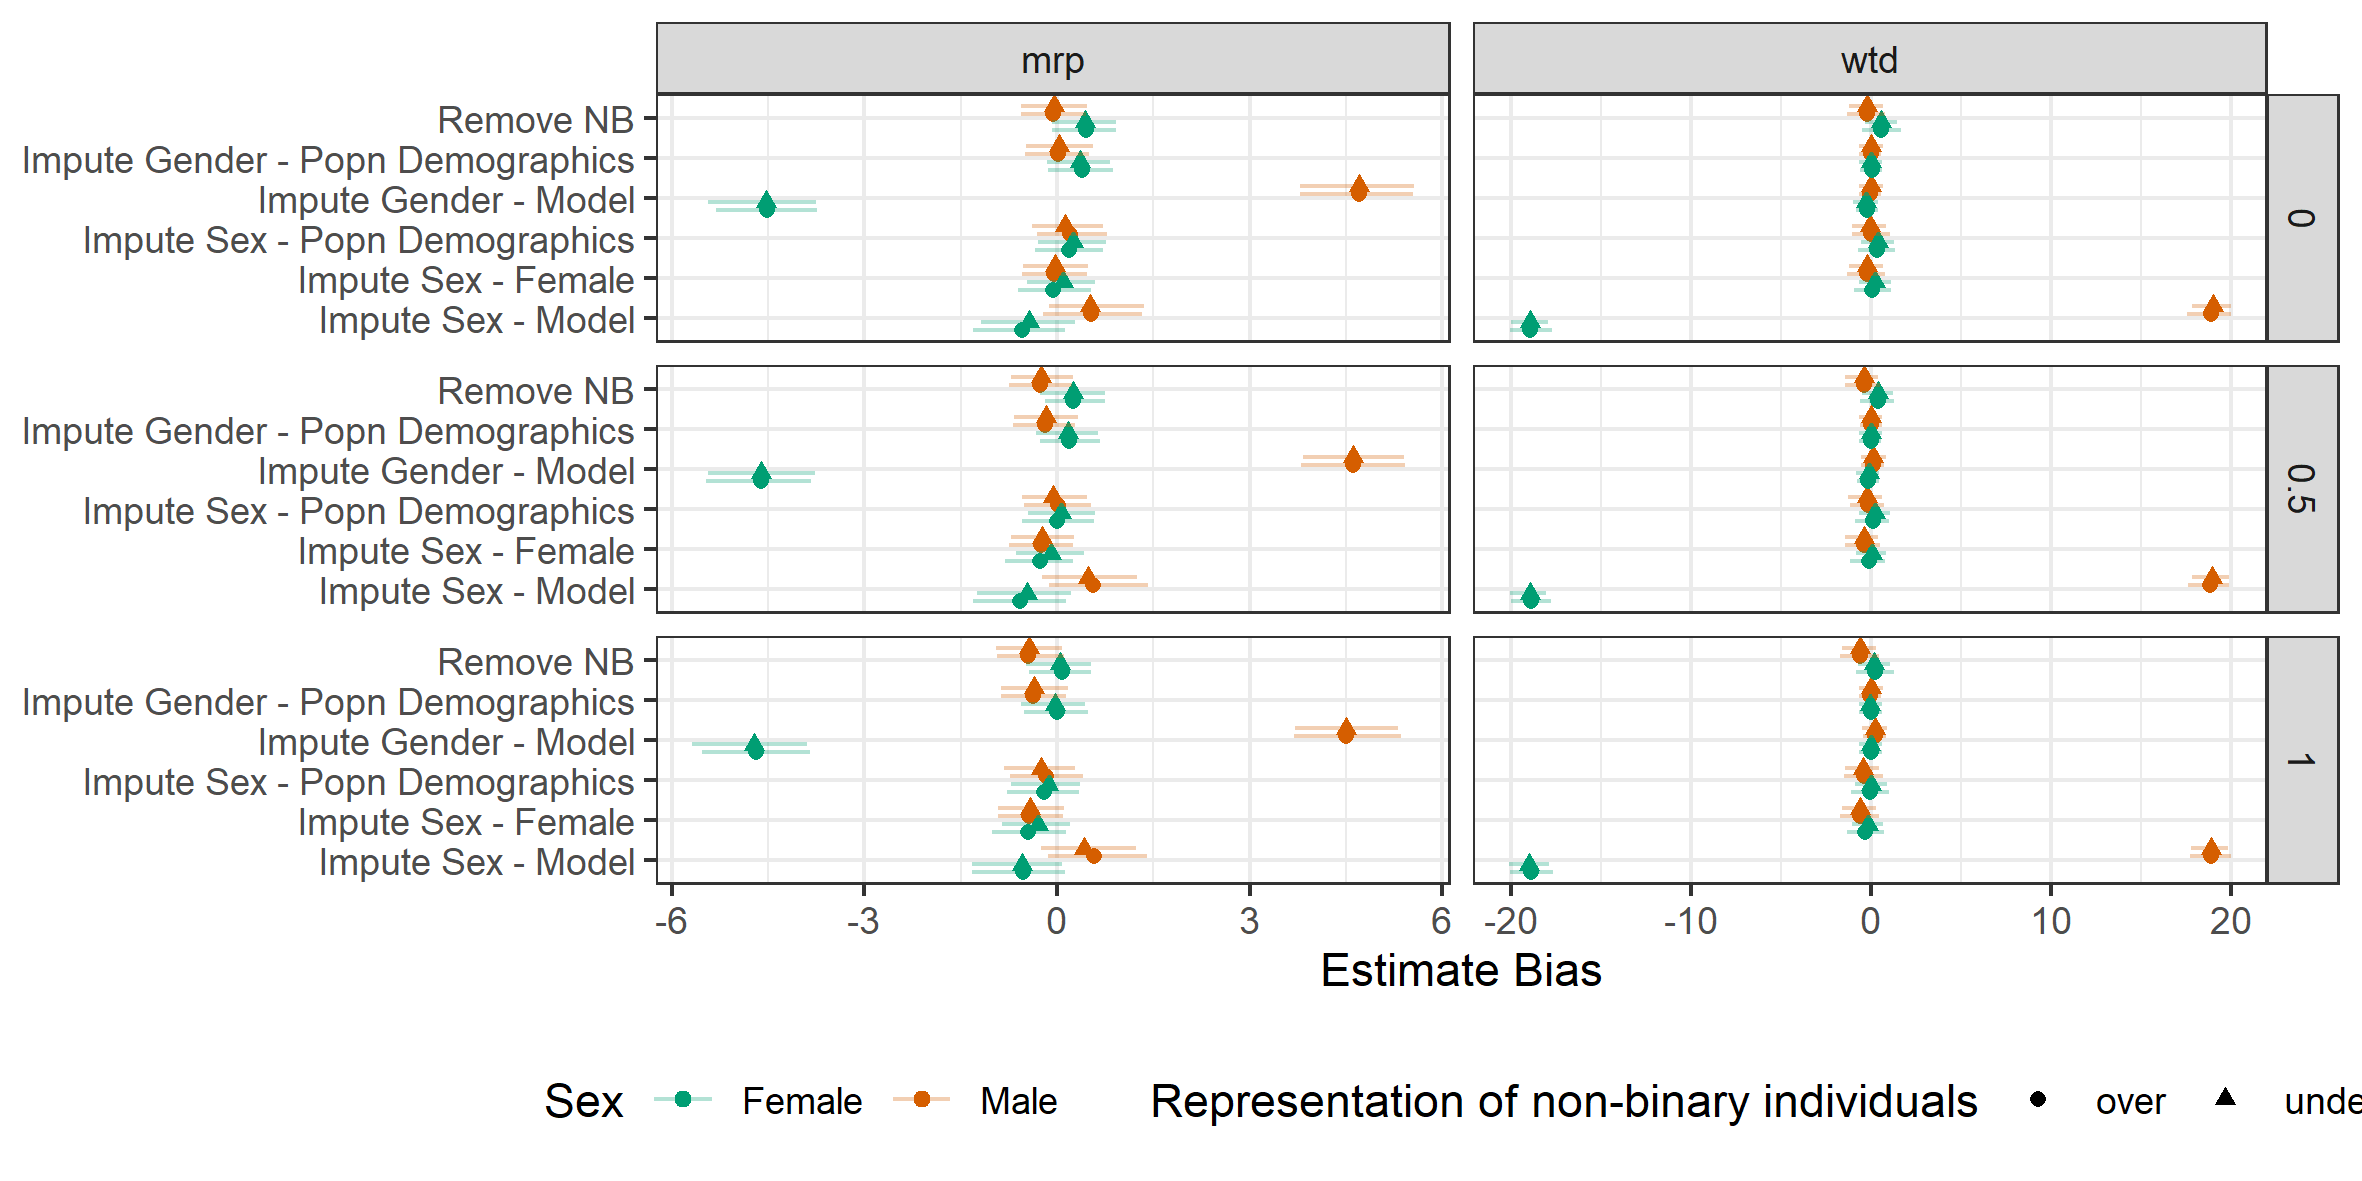 mrp wtd
Remove NB
Impute Gender - Popn Demographics
Impute Gender - Model
Impute Sex - Popn Demographics
Impute Sex - Female
Impute Sex - Model
0
Remove NB
Impute Gender - Popn Demographics
Impute Gender - Model
Impute Sex - Popn Demographics
Impute Sex - Female
Impute Sex - Model
0.5
Remove NB
Impute Gender - Popn Demographics
Impute Gender - Model
Impute Sex - Popn Demographics
Impute Sex - Female
Impute Sex - Model
1
-6 -3 0 3 6 -20 -10 0 10 20
Estimate Bias
Sex Female Male Representation of non-binary individuals over unde